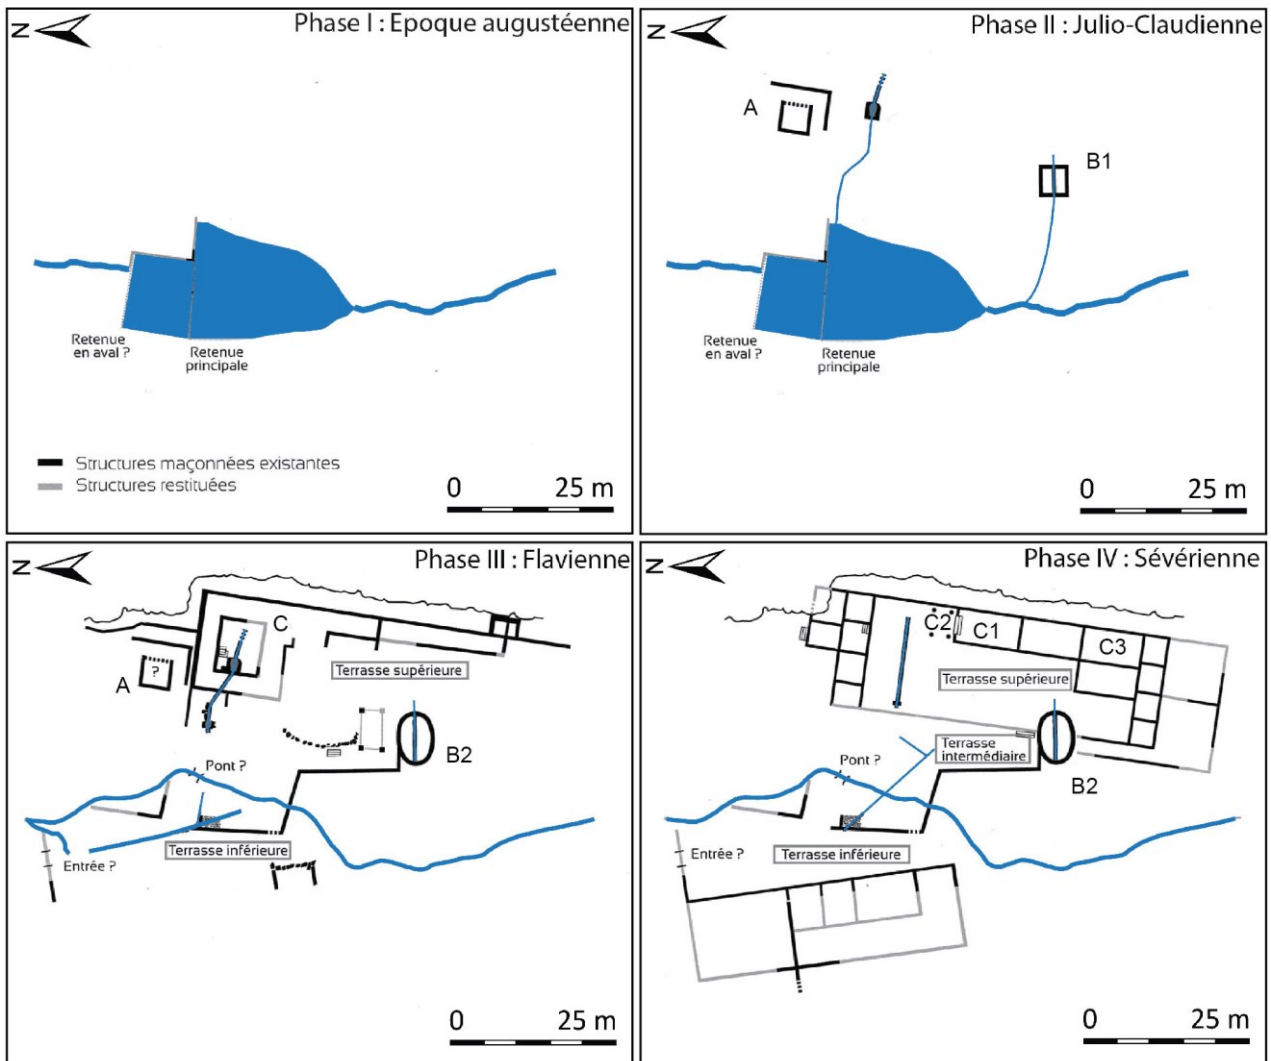 N
Phase I : Epoque augustéenne
Retenue
en aval ?
Retenue
principale
Structures maçonnées existantes
Structures restituées
0 25 m
N
Phase II : Julio-Claudienne
A
B1
Retenue
en aval ?
Retenue
principale
0 25 m
N
Phase III : Flavienne
C
?
A
Terrasse supérieure
B2
Pont ?
Terrasse inférieure
Entrée ?
0 25 m
N
Phase IV : Sévérienne
C2
C1
C3
Terrasse supérieure
Terrasse
intermédiaire
Pont ?
B2
Entrée ?
Terrasse inférieure
0 25 m